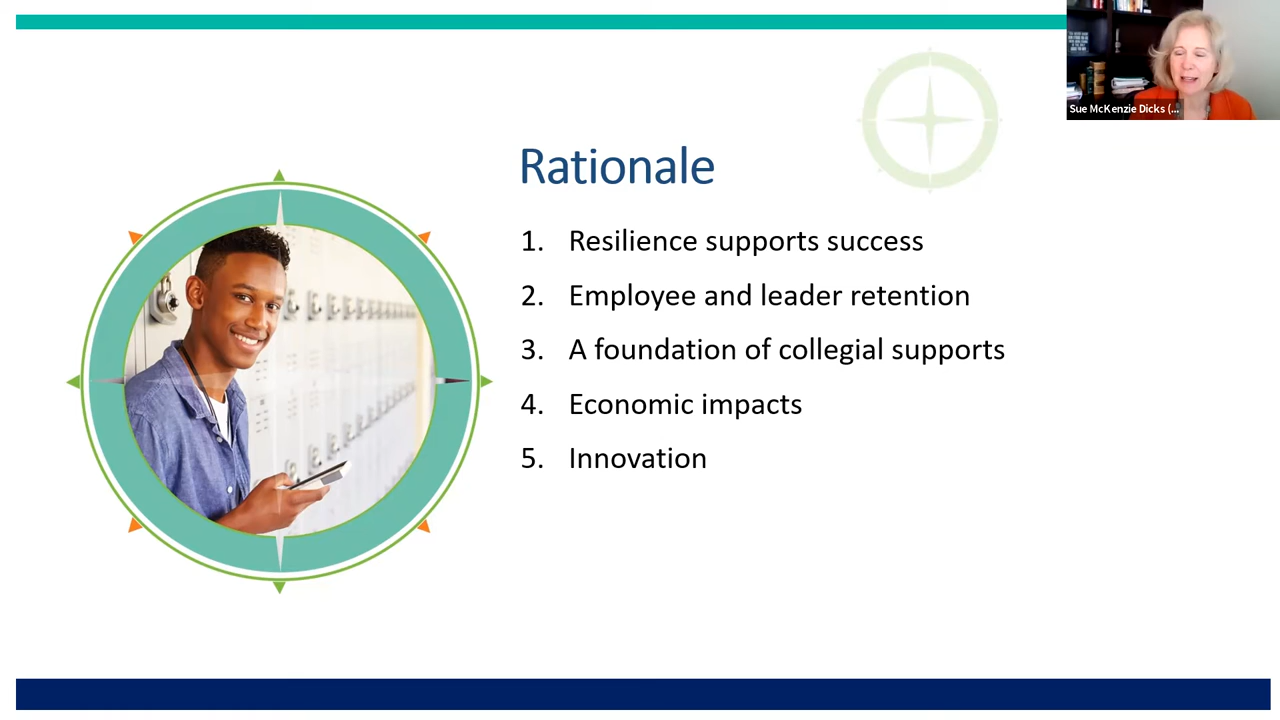 Sue McKenzie Dicks (...
Rationale
1. Resilience supports success
2. Employee and leader retention
3. A foundation of collegial supports
4. Economic impacts
5. Innovation